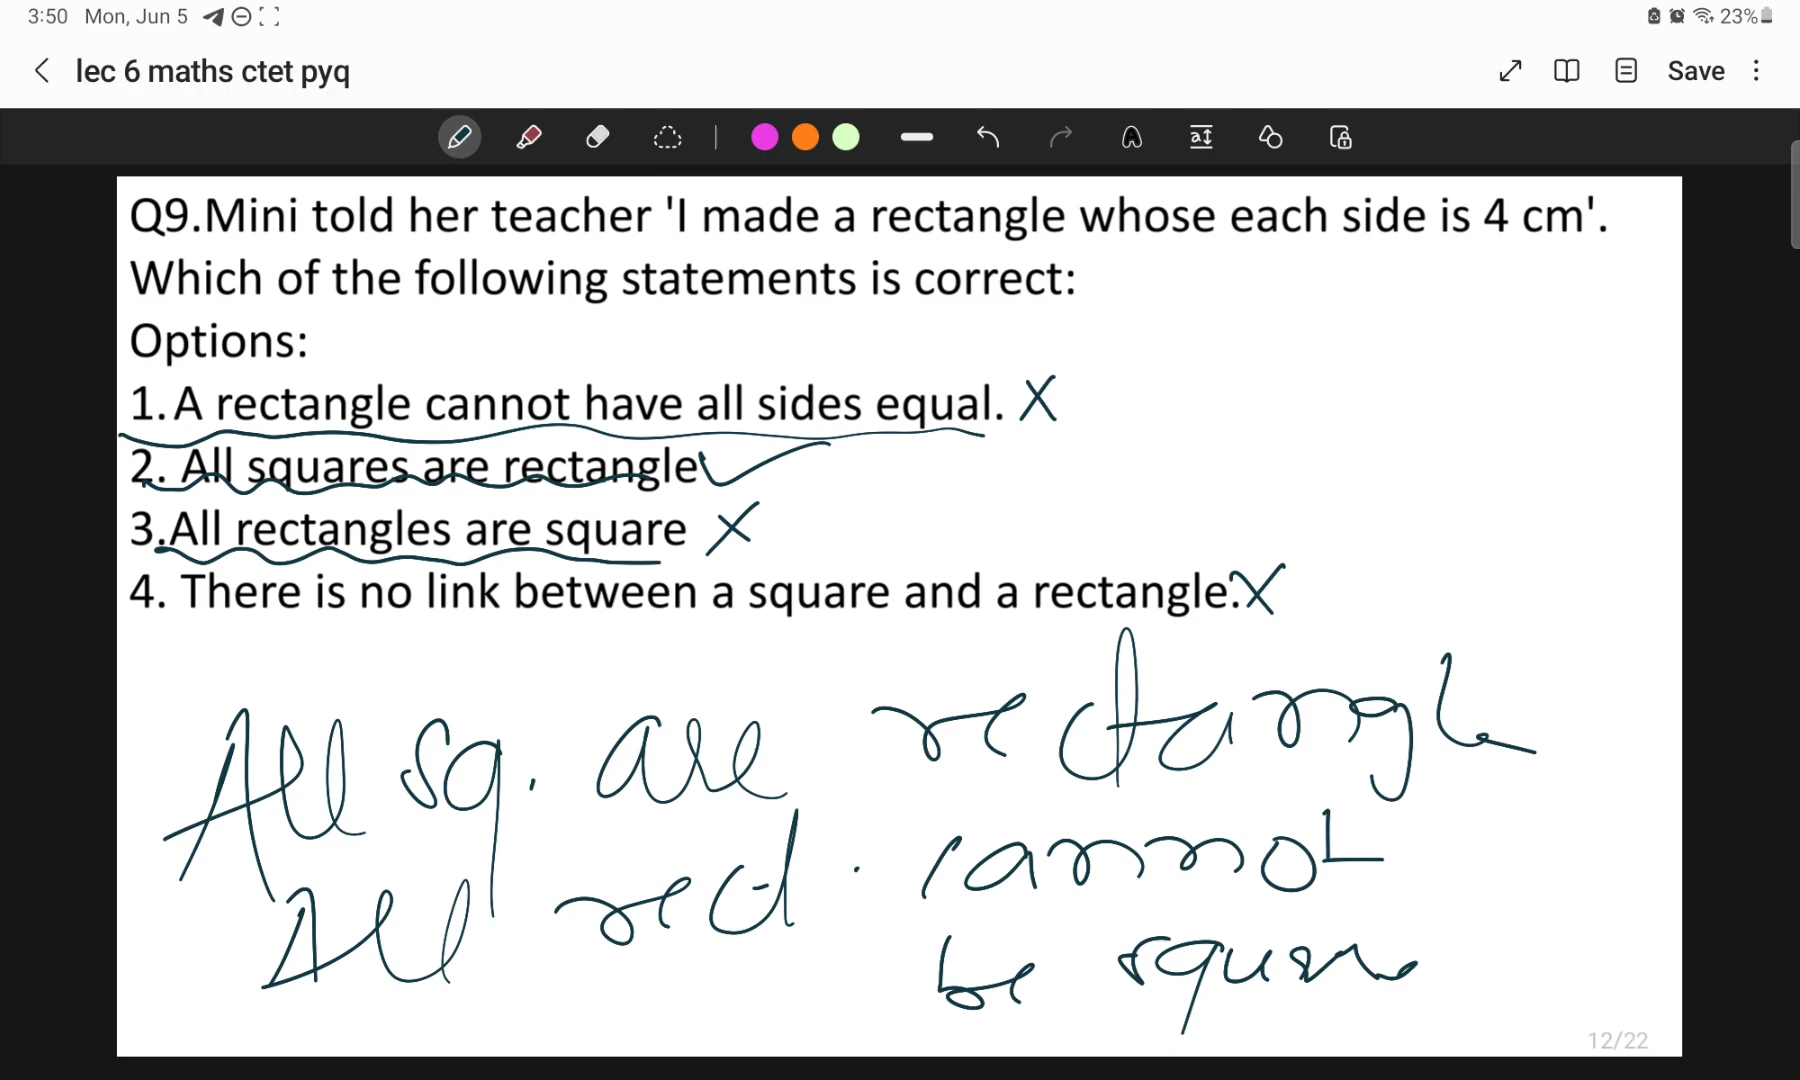 3:50 Mon, Jun 5 23%
lec 6 maths ctet pyq Save
Q9.Mini told her teacher 'I made a rectangle whose each side is 4 cm'.
Which of the following statements is correct:
Options:
1. A rectangle cannot have all sides equal. X
2. All squares are rectangle
3.All rectangles are square X
4. There is no link between a square and a rectangle. X
All sq. are rectangle
All rect. cannot
be square
12/22